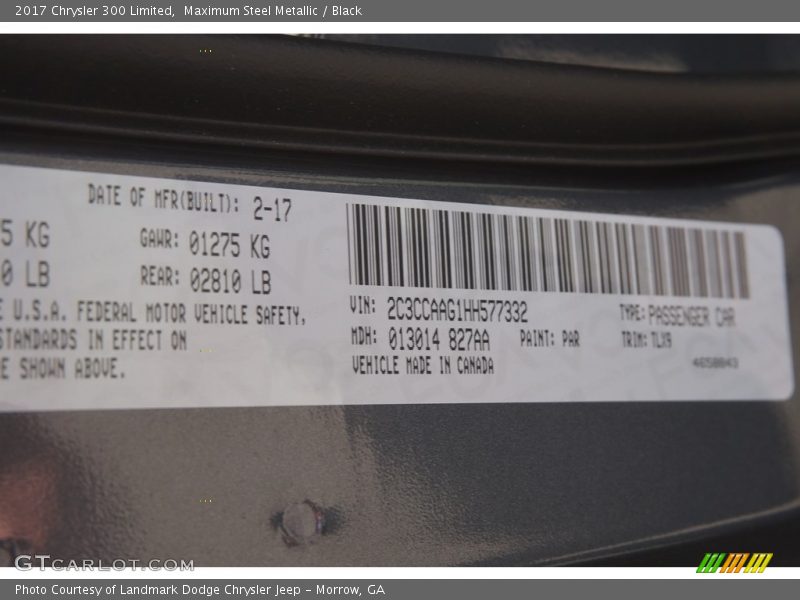 2017 Chrysler 300 Limited, Maximum Steel Metallic / Black
DATE OF MFR(BUILT): 2-17
5 KG GAWR: 01275 KG
0 LB REAR: 02810 LB
U.S.A. FEDERAL MOTOR VEHICLE SAFETY,
STANDARDS IN EFFECT ON
SHOWN ABOVE.
VIN: 2C3CCAAG1HH577332 TYPE: PASSENGER CAR
MDH: 013014 827AA PAINT: PAR TRIM: TLX9
VEHICLE MADE IN CANADA
GTCARLOT.COM
Photo Courtesy of Landmark Dodge Chrysler Jeep – Morrow, GA